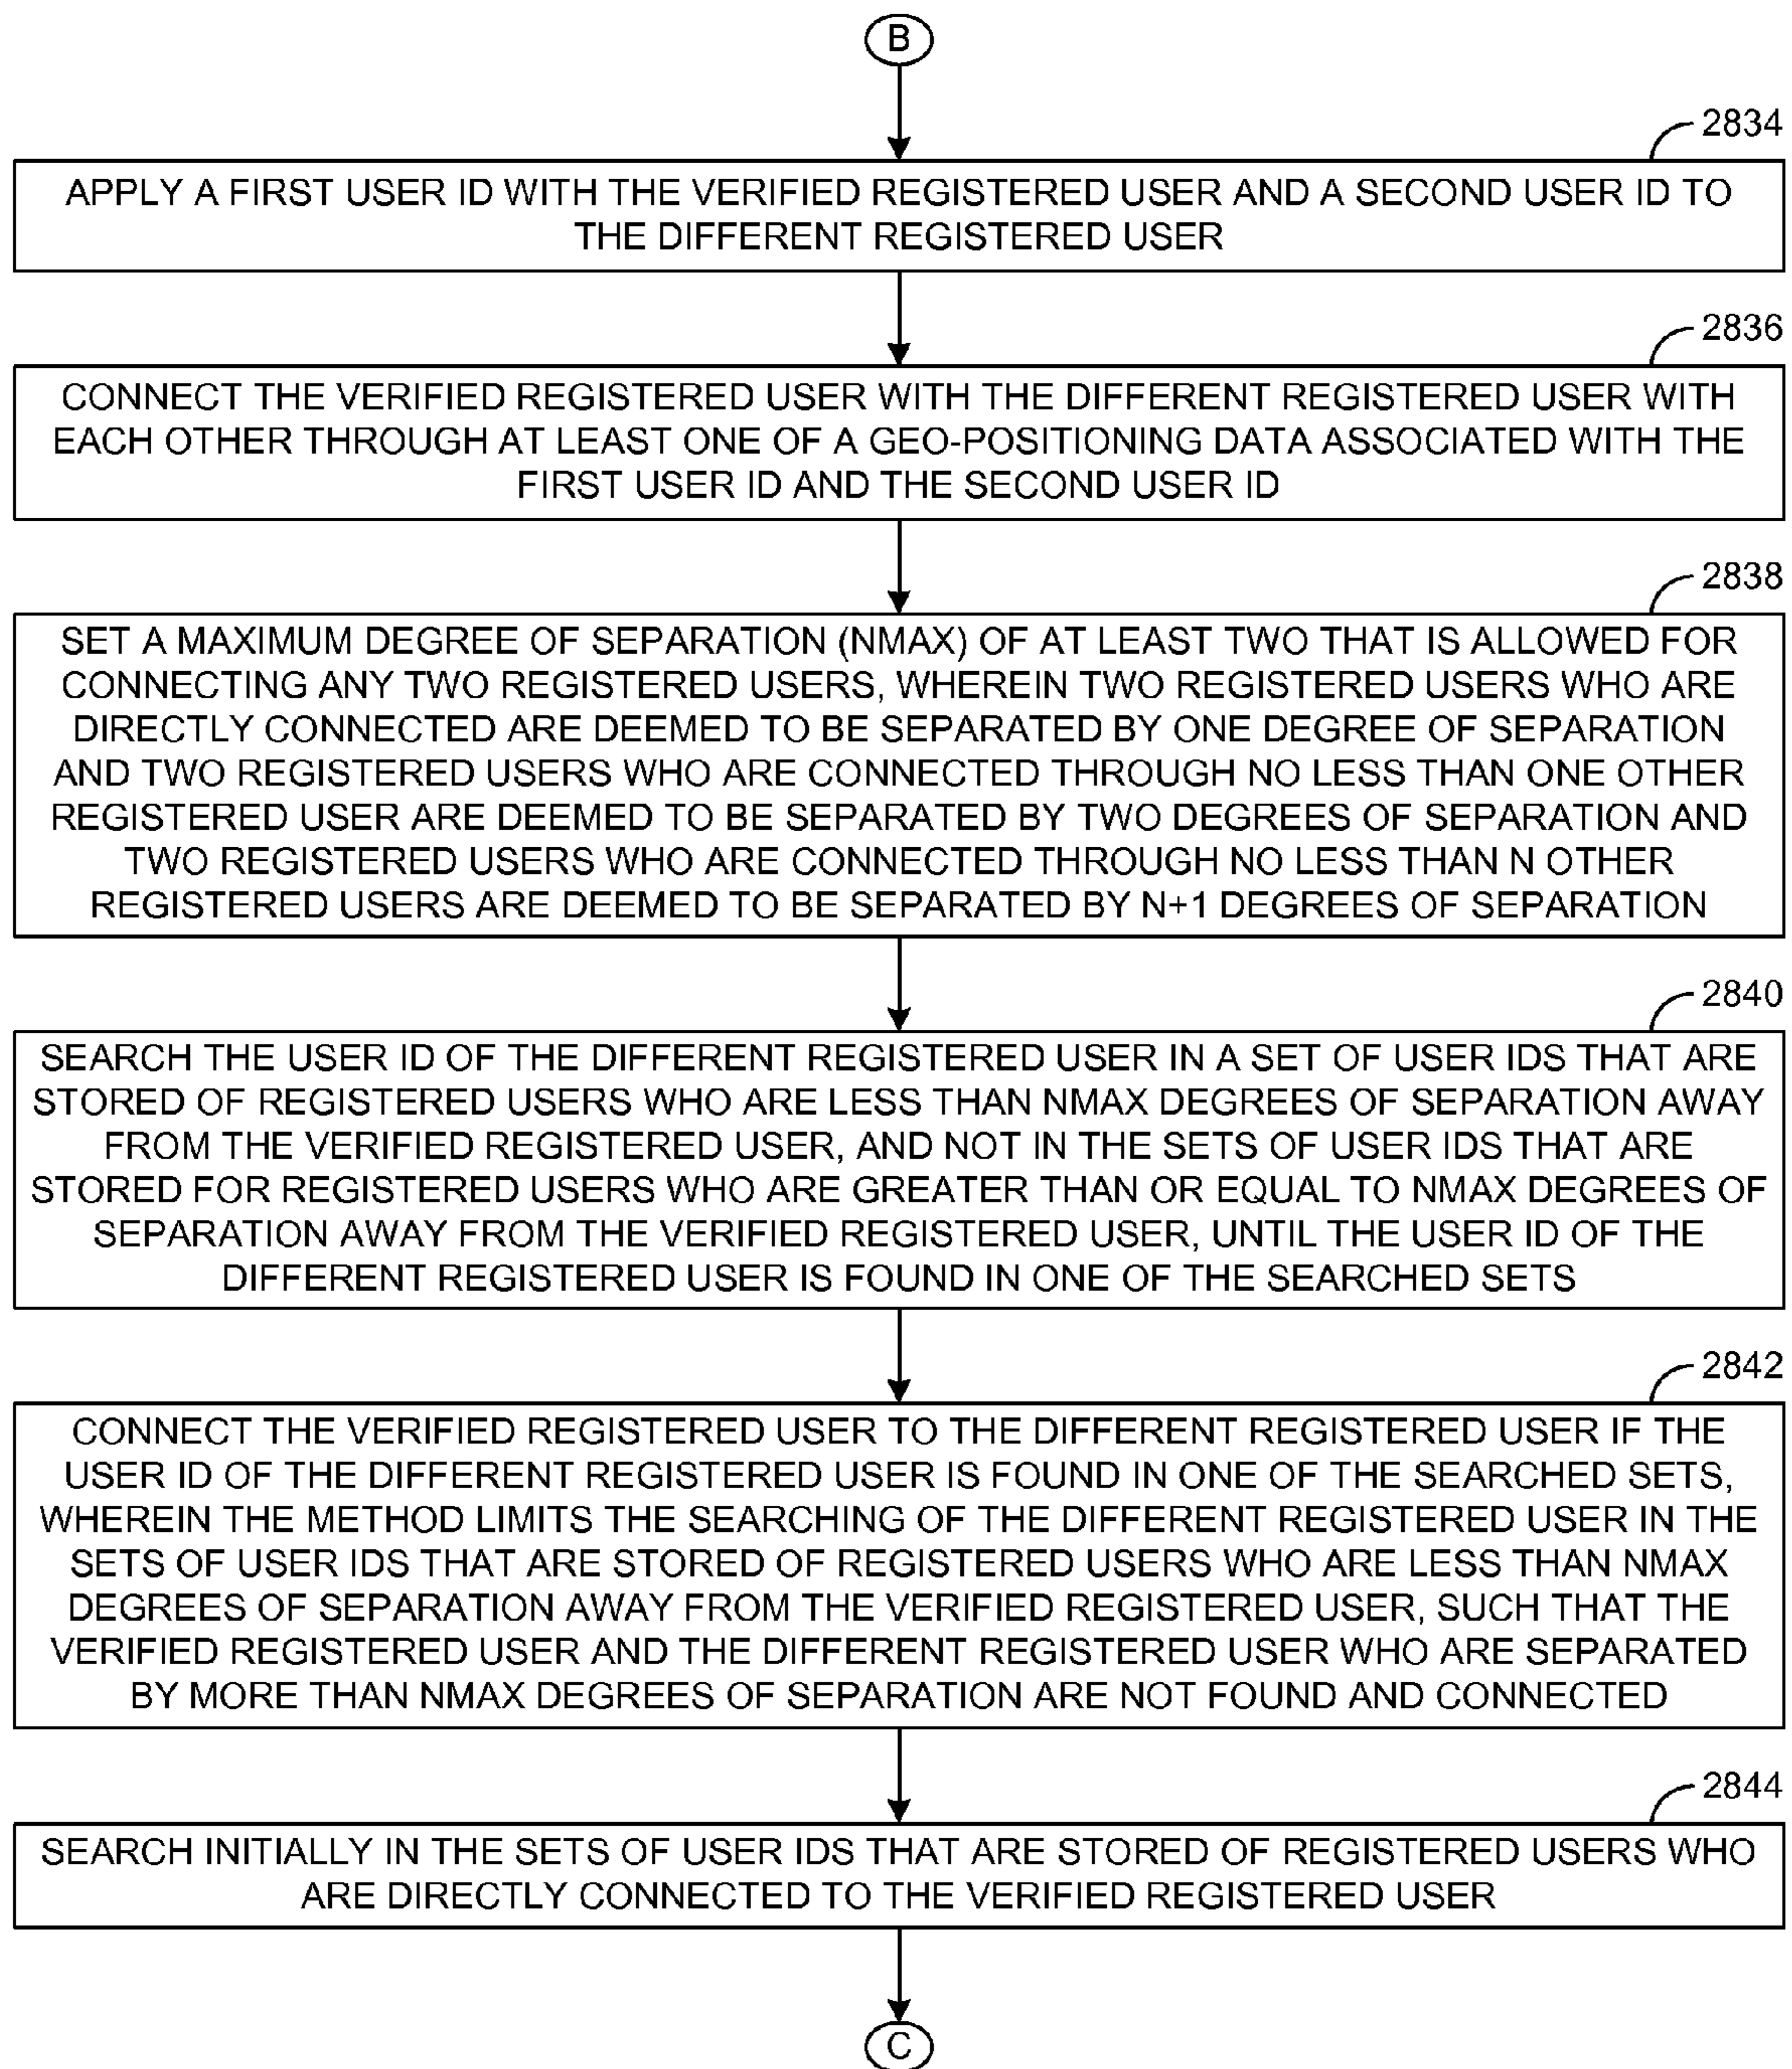 B
2834
APPLY A FIRST USER ID WITH THE VERIFIED REGISTERED USER AND A SECOND USER ID TO
THE DIFFERENT REGISTERED USER
2836
CONNECT THE VERIFIED REGISTERED USER WITH THE DIFFERENT REGISTERED USER WITH
EACH OTHER THROUGH AT LEAST ONE OF A GEO-POSITIONING DATA ASSOCIATED WITH THE
FIRST USER ID AND THE SECOND USER ID
2838
SET A MAXIMUM DEGREE OF SEPARATION (NMAX) OF AT LEAST TWO THAT IS ALLOWED FOR
CONNECTING ANY TWO REGISTERED USERS, WHEREIN TWO REGISTERED USERS WHO ARE
DIRECTLY CONNECTED ARE DEEMED TO BE SEPARATED BY ONE DEGREE OF SEPARATION
AND TWO REGISTERED USERS WHO ARE CONNECTED THROUGH NO LESS THAN ONE OTHER
REGISTERED USER ARE DEEMED TO BE SEPARATED BY TWO DEGREES OF SEPARATION AND
TWO REGISTERED USERS WHO ARE CONNECTED THROUGH NO LESS THAN N OTHER
REGISTERED USERS ARE DEEMED TO BE SEPARATED BY N+1 DEGREES OF SEPARATION
2840
SEARCH THE USER ID OF THE DIFFERENT REGISTERED USER IN A SET OF USER IDS THAT ARE
STORED OF REGISTERED USERS WHO ARE LESS THAN NMAX DEGREES OF SEPARATION AWAY
FROM THE VERIFIED REGISTERED USER, AND NOT IN THE SETS OF USER IDS THAT ARE
STORED FOR REGISTERED USERS WHO ARE GREATER THAN OR EQUAL TO NMAX DEGREES OF
SEPARATION AWAY FROM THE VERIFIED REGISTERED USER, UNTIL THE USER ID OF THE
DIFFERENT REGISTERED USER IS FOUND IN ONE OF THE SEARCHED SETS
2842
CONNECT THE VERIFIED REGISTERED USER TO THE DIFFERENT REGISTERED USER IF THE
USER ID OF THE DIFFERENT REGISTERED USER IS FOUND IN ONE OF THE SEARCHED SETS,
WHEREIN THE METHOD LIMITS THE SEARCHING OF THE DIFFERENT REGISTERED USER IN THE
SETS OF USER IDS THAT ARE STORED OF REGISTERED USERS WHO ARE LESS THAN NMAX
DEGREES OF SEPARATION AWAY FROM THE VERIFIED REGISTERED USER, SUCH THAT THE
VERIFIED REGISTERED USER AND THE DIFFERENT REGISTERED USER WHO ARE SEPARATED
BY MORE THAN NMAX DEGREES OF SEPARATION ARE NOT FOUND AND CONNECTED
2844
SEARCH INITIALLY IN THE SETS OF USER IDS THAT ARE STORED OF REGISTERED USERS WHO
ARE DIRECTLY CONNECTED TO THE VERIFIED REGISTERED USER
C